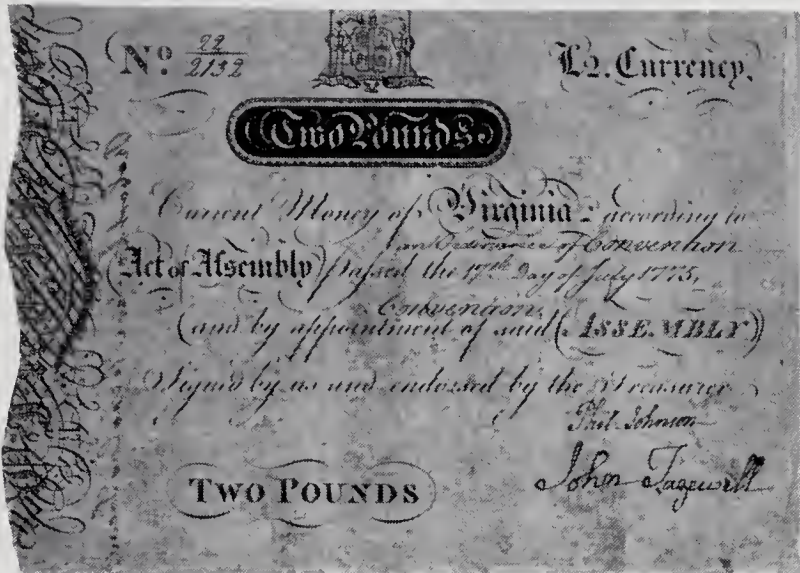 Nº 22/2132
£2. Currency.
Two Pounds
Current Money of Virginia according to
an Ordinance of Convention
Act of Assembly passed the 17th Day of July 1775,
Convention
(and by appointment of said (ASSEMBLY))
Signed by us and endorsed by the Treasurer
Phil. Johnson
TWO POUNDS
John Tazewell